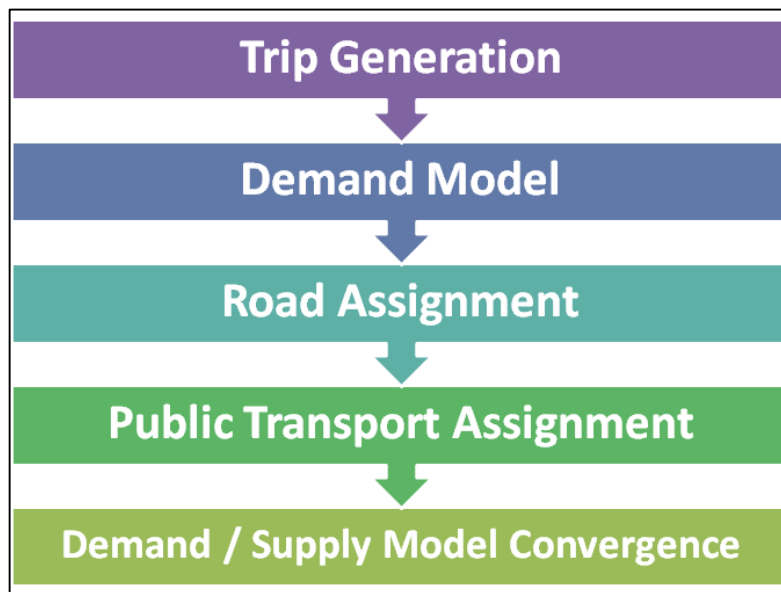 Trip Generation
Demand Model
Road Assignment
Public Transport Assignment
Demand / Supply Model Convergence